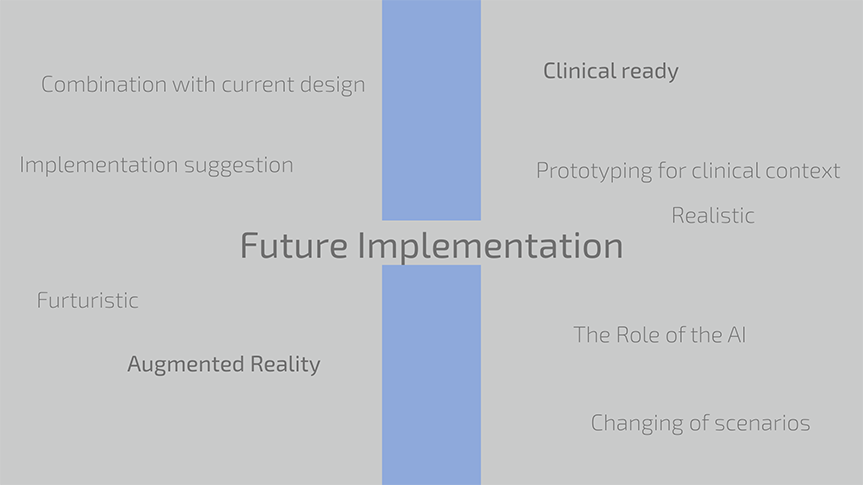 Combination with current design
Clinical ready
Implementation suggestion
Prototyping for clinical context
Realistic
Future Implementation
Furturistic
The Role of the AI
Augmented Reality
Changing of scenarios